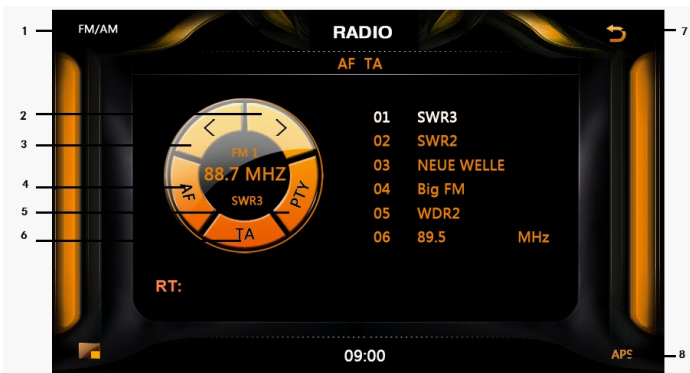 1 FM/AM RADIO 7
AF TA
2 < > 01 SWR3
3 02 SWR2
FM 1 03 NEUE WELLE
88.7 MHZ
4 AF PTY 04 Big FM
SWR3
5 05 WDR2
6 TA 06 89.5 MHz
RT:
09:00 APS 8